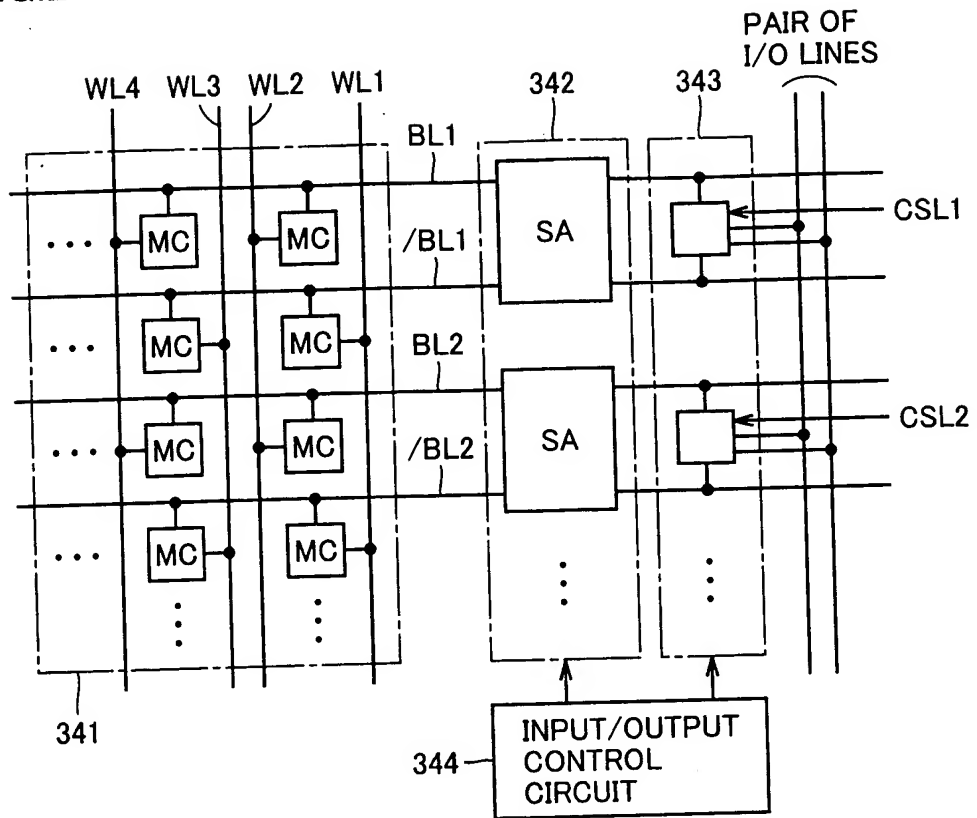 PAIR OF
I/O LINES
WL4 WL3 WL2 WL1
342 343
BL1
CSL1
MC MC
SA
/BL1
MC MC
BL2
CSL2
MC MC
SA
/BL2
MC MC
341
344
INPUT/OUTPUT
CONTROL
CIRCUIT